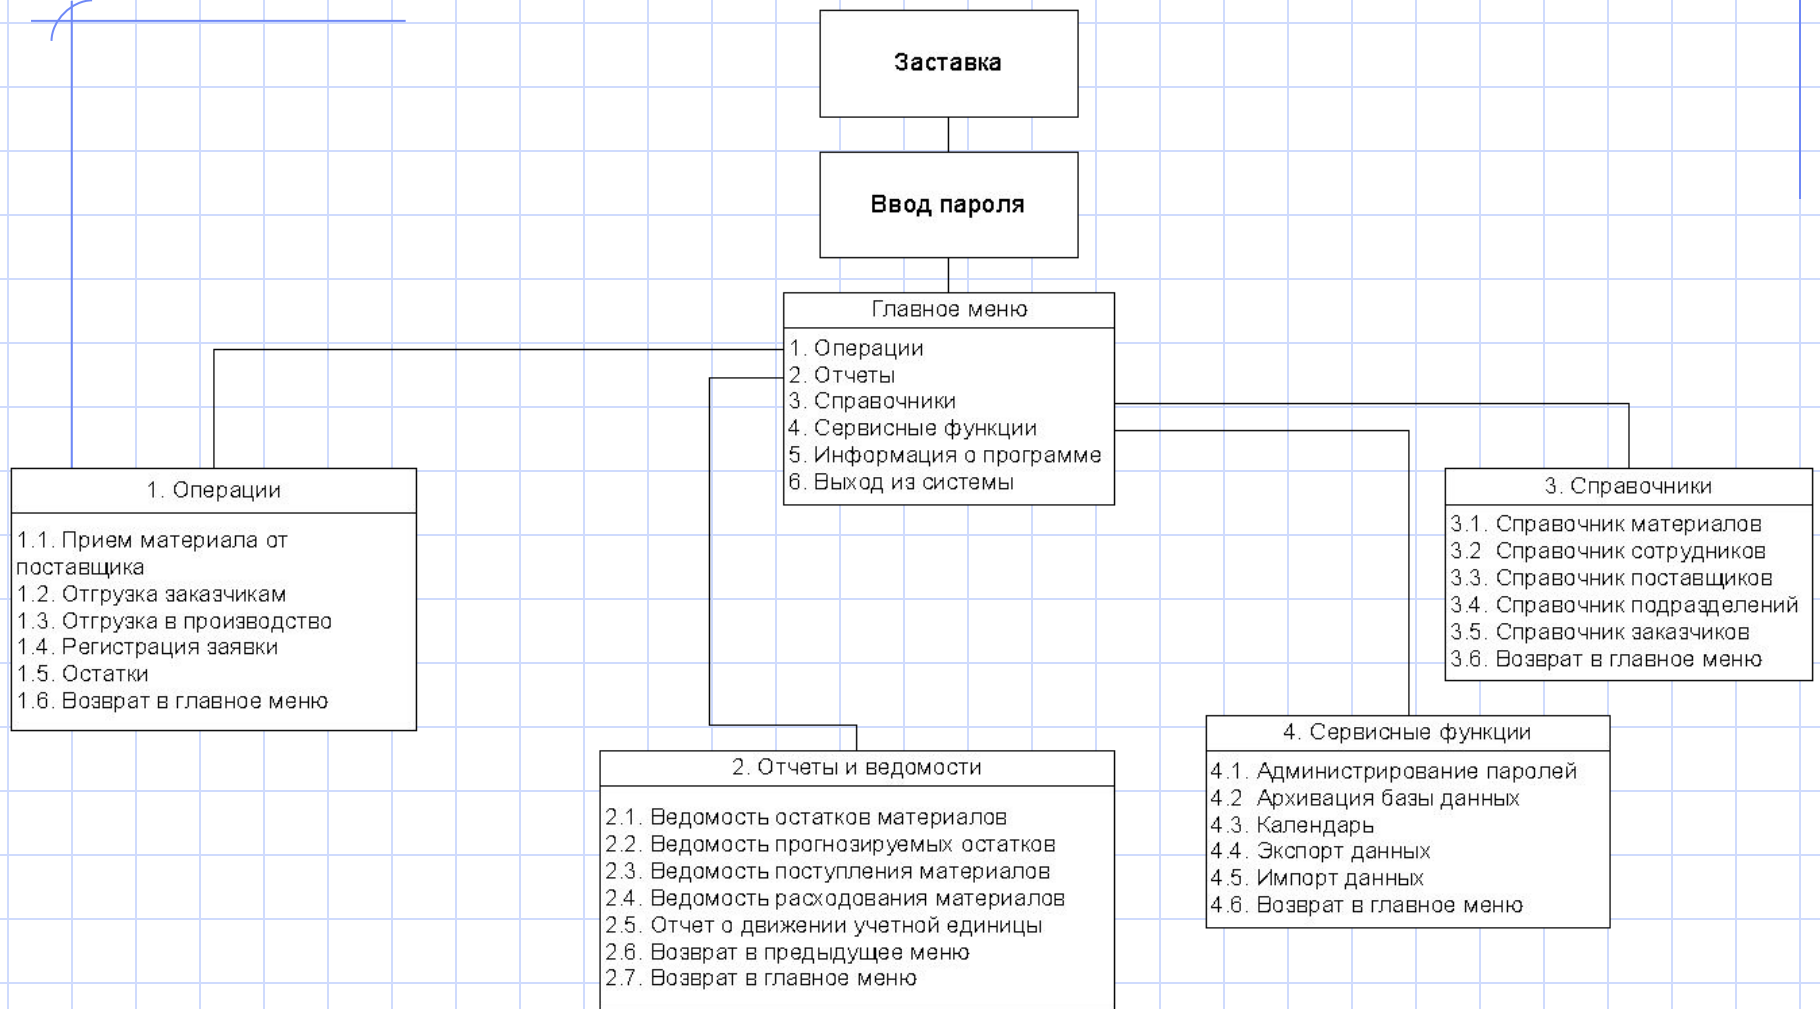 Заставка
Ввод пароля
Главное меню
1. Операции
2. Отчеты
3. Справочники
4. Сервисные функции
5. Информация о программе
6. Выход из системы
1. Операции
1.1. Прием материала от
поставщика
1.2. Отгрузка заказчикам
1.3. Отгрузка в производство
1.4. Регистрация заявки
1.5. Остатки
1.6. Возврат в главное меню
2. Отчеты и ведомости
2.1. Ведомость остатков материалов
2.2. Ведомость прогнозируемых остатков
2.3. Ведомость поступления материалов
2.4. Ведомость расходования материалов
2.5. Отчет о движении учетной единицы
2.6. Возврат в предыдущее меню
2.7. Возврат в главное меню
3. Справочники
3.1. Справочник материалов
3.2 Справочник сотрудников
3.3. Справочник поставщиков
3.4. Справочник подразделений
3.5. Справочник заказчиков
3.6. Возврат в главное меню
4. Сервисные функции
4.1. Администрирование паролей
4.2 Архивация базы данных
4.3. Календарь
4.4. Экспорт данных
4.5. Импорт данных
4.6. Возврат в главное меню